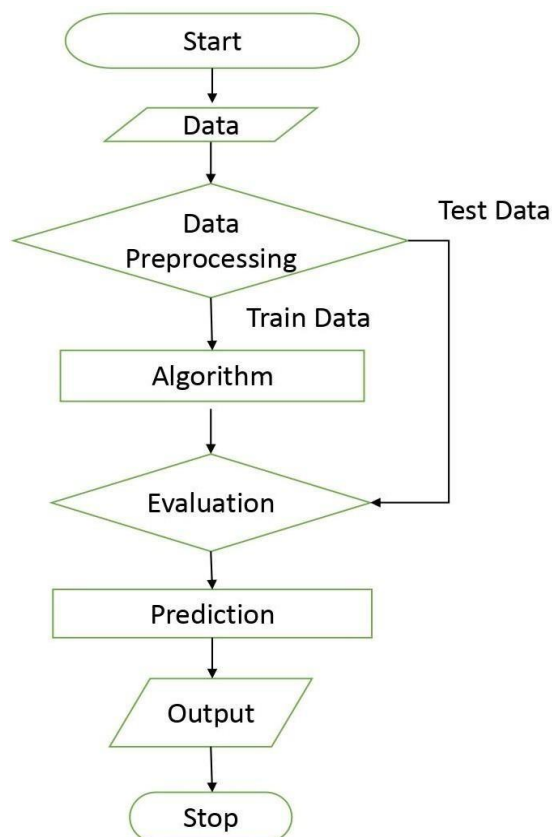 Start
Data
Data
Preprocessing
Test Data
Train Data
Algorithm
Evaluation
Prediction
Output
Stop